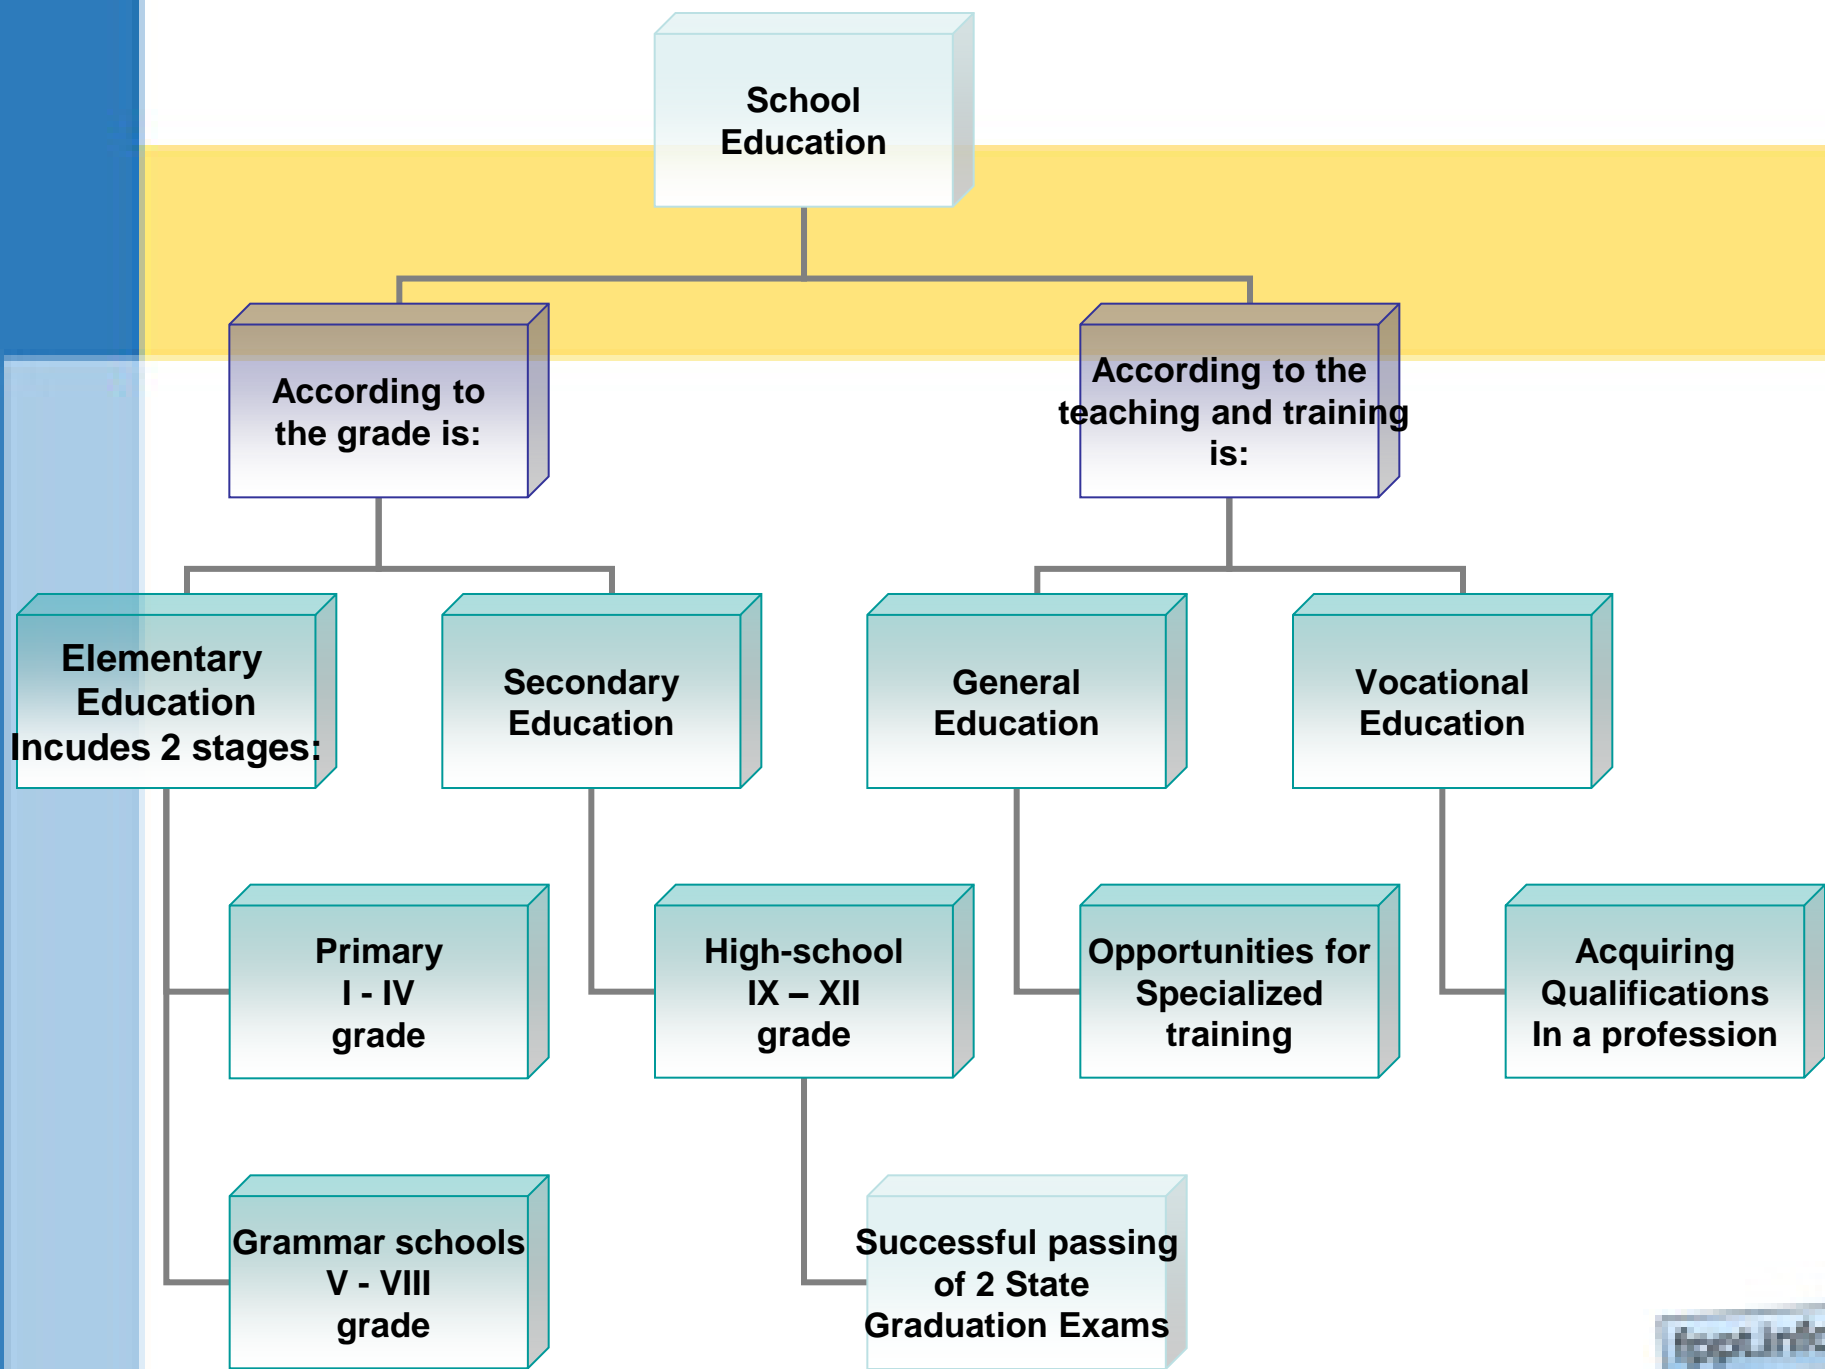 School
Education
According to
the grade is:
According to the
teaching and training
is:
Elementary
Education
Incudes 2 stages:
Secondary
Education
General
Education
Vocational
Education
Primary
I - IV
grade
High-school
IX – XII
grade
Opportunities for
Specialized
training
Acquiring
Qualifications
In a profession
Grammar schools
V - VIII
grade
Successful passing
of 2 State
Graduation Exams
fppt.info